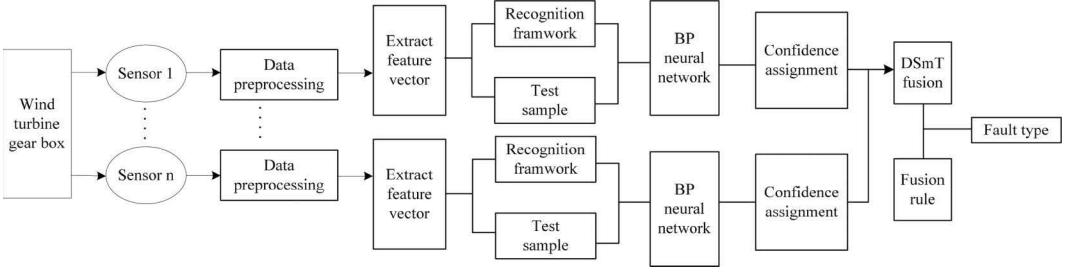 Wind
turbine
gear box
Sensor 1
Data
preprocessing
Extract
feature
vector
Recognition
framwork
Test
sample
BP
neural
network
Confidence
assignment
DSmT
fusion
Fault type
Fusion
rule
Sensor n
Data
preprocessing
Extract
feature
vector
Recognition
framwork
Test
sample
BP
neural
network
Confidence
assignment